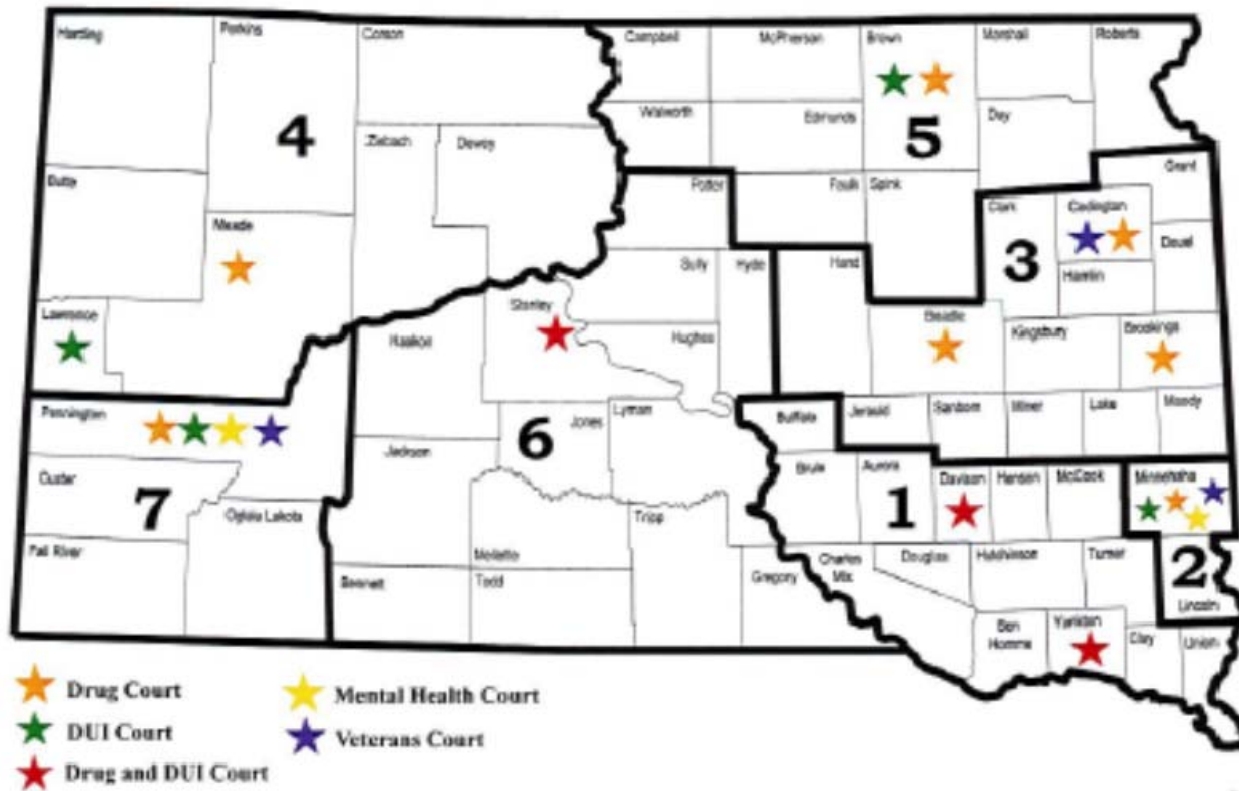 Harding
Perkins
Corson
Campbell
McPherson
Brown
Marshall
Roberts
4
Walworth
Edmunds
5
Day
Ziebach
Dewey
Grant
Butte
Potter
Faulk
Spink
Clark
Codington
Meade
3
Deuel
Sully
Hyde
Hand
Hamlin
Lawrence
Stanley
Beadle
Haakon
Hughes
Kingsbury
Brookings
Pennington
Jones
Lyman
Buffalo
Jerauld
Sanborn
Miner
Lake
Moody
6
Jackson
Brule
Aurora
Custer
7
1
Davison
Hanson
McCook
Minnehaha
Oglala Lakota
Tripp
Fall River
Mellette
Bennett
Todd
Gregory
Charles
Mix
Douglas
Hutchinson
Turner
2
Lincoln
Bon
Homme
Yankton
Clay
Union
Drug Court
Mental Health Court
DUI Court
Veterans Court
Drug and DUI Court